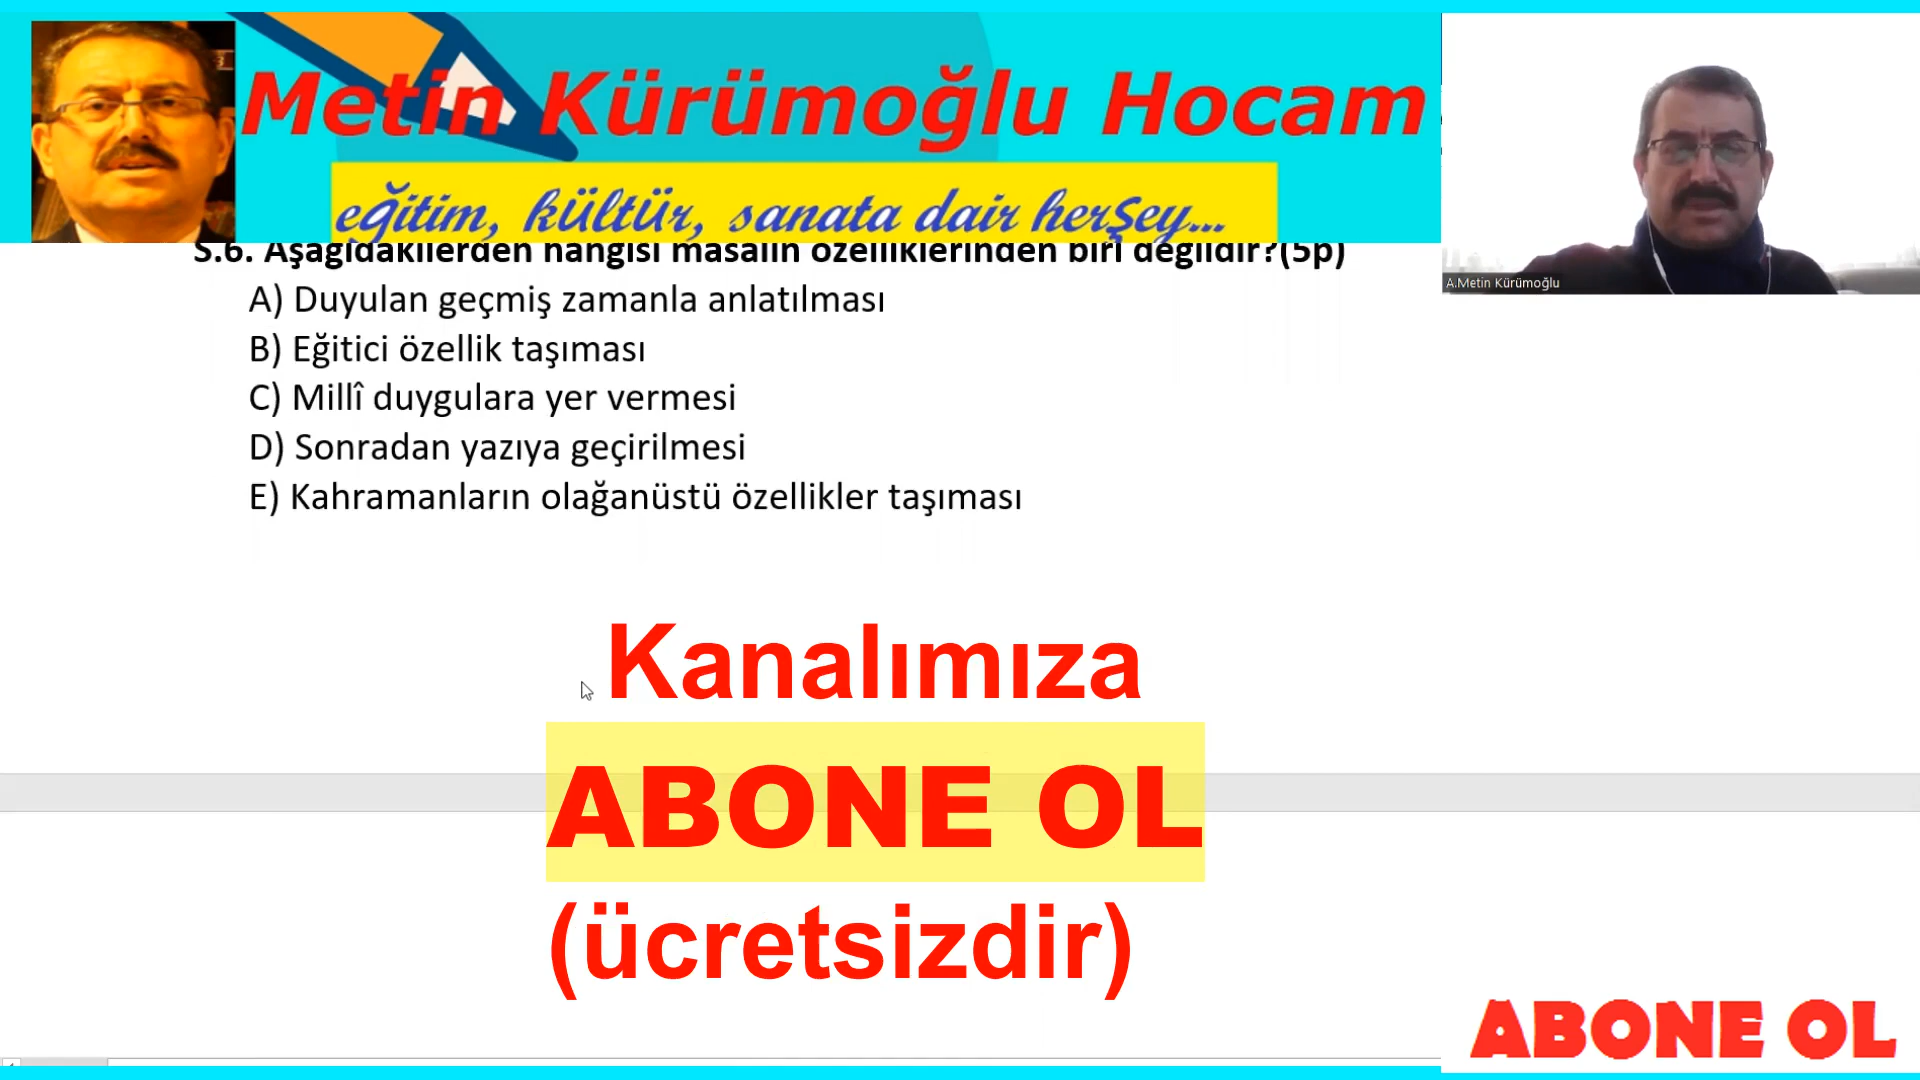 Metin Kürümoğlu Hocam
eğitim, kültür, sanata dair herşey...
A.Metin Kürümoğlu
S.6. Aşağıdakilerden hangisi masalın özelliklerinden biri değildir?(5p)
A) Duyulan geçmiş zamanla anlatılması
B) Eğitici özellik taşıması
C) Millî duygulara yer vermesi
D) Sonradan yazıya geçirilmesi
E) Kahramanların olağanüstü özellikler taşıması
Kanalımıza
ABONE OL
(ücretsizdir)
ABONE OL